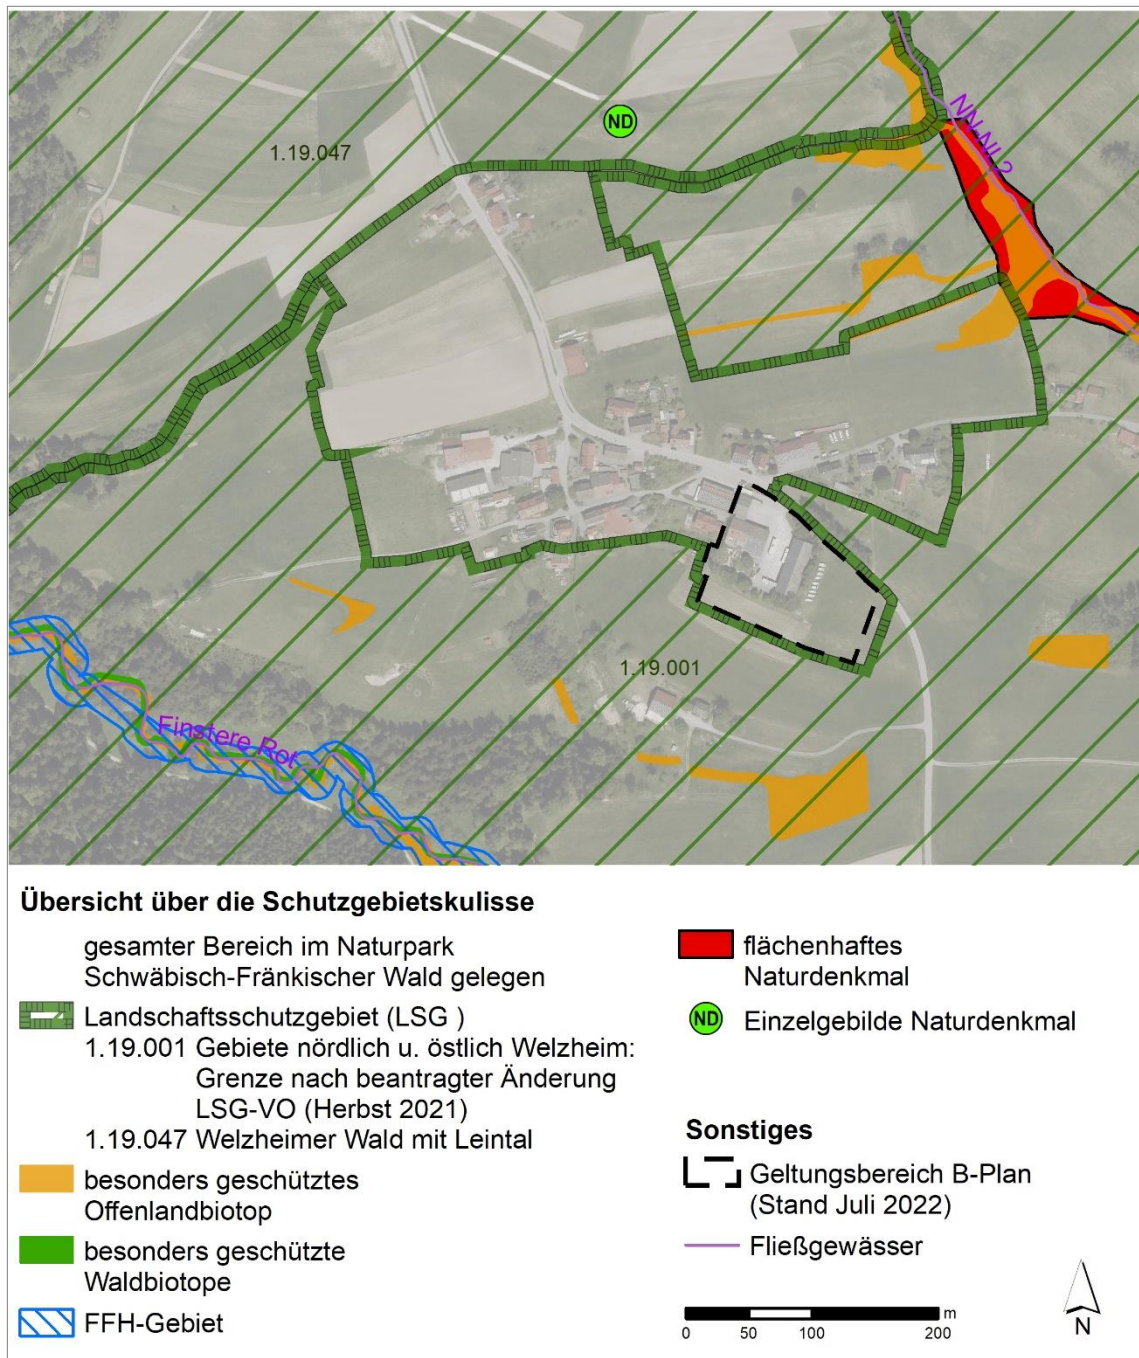 ND
1.19.047
NN-NL2
1.19.001
Finstere Rot
Übersicht über die Schutzgebietskulisse
gesamter Bereich im Naturpark
Schwäbisch-Fränkischer Wald gelegen
Landschaftsschutzgebiet (LSG )
1.19.001 Gebiete nördlich u. östlich Welzheim:
Grenze nach beantragter Änderung
LSG-VO (Herbst 2021)
1.19.047 Welzheimer Wald mit Leintal
besonders geschütztes
Offenlandbiotop
besonders geschützte
Waldbiotope
FFH-Gebiet
flächenhaftes
Naturdenkmal
ND Einzelgebilde Naturdenkmal
Sonstiges
Geltungsbereich B-Plan
(Stand Juli 2022)
Fließgewässer
m
0 50 100 200
N